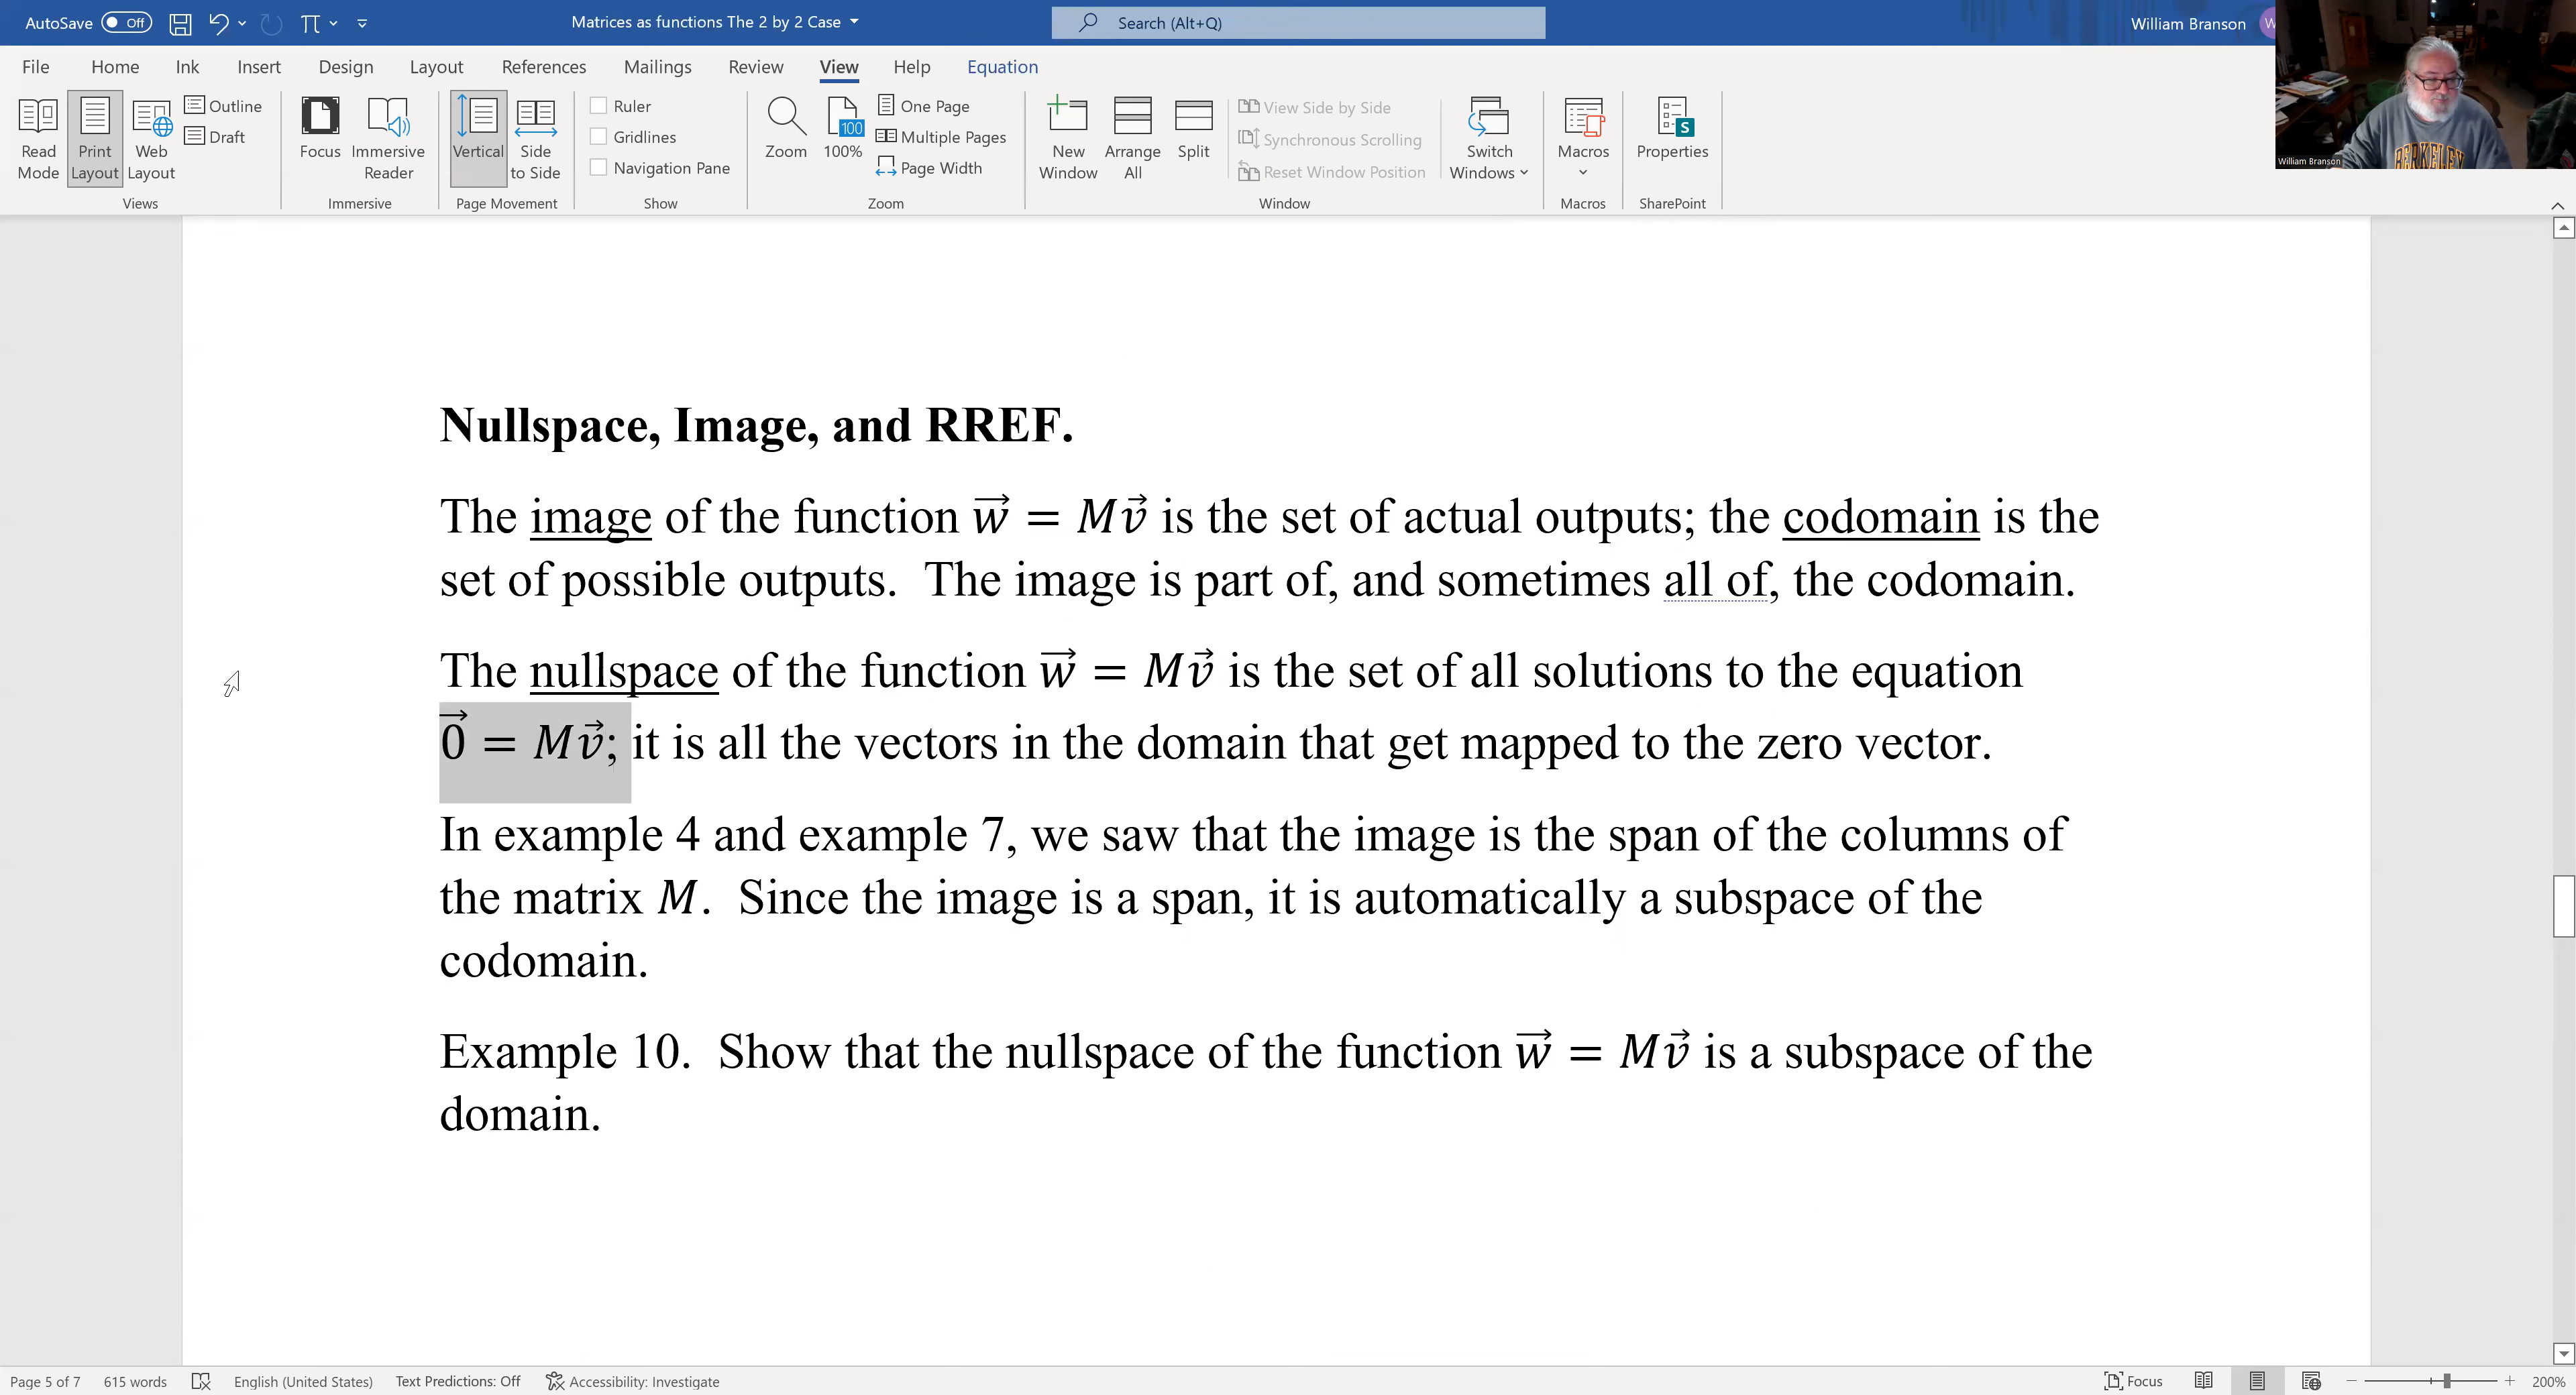 AutoSave Off Matrices as functions The 2 by 2 Case Search (Alt+Q) William Branson
File Home Ink Insert Design Layout References Mailings Review View Help Equation
Read Mode Print Layout Web Layout Outline Draft
Views
Focus Immersive Reader
Immersive
Vertical Side to Side
Page Movement
Ruler
Gridlines
Navigation Pane
Show
Zoom 100 100% One Page Multiple Pages Page Width
Zoom
New Window Arrange All Split View Side by Side Synchronous Scrolling Reset Window Position Switch Windows
Window
Macros
Macros
S Properties
SharePoint
BERKELEY
William Branson
Nullspace, Image, and RREF.
The image of the function w⃗ = Mv⃗ is the set of actual outputs; the codomain is the
set of possible outputs. The image is part of, and sometimes all of, the codomain.
The nullspace of the function w⃗ = Mv⃗ is the set of all solutions to the equation
0⃗ = Mv⃗; it is all the vectors in the domain that get mapped to the zero vector.
In example 4 and example 7, we saw that the image is the span of the columns of
the matrix M. Since the image is a span, it is automatically a subspace of the
codomain.
Example 10. Show that the nullspace of the function w⃗ = Mv⃗ is a subspace of the
domain.
Page 5 of 7 615 words English (United States) Text Predictions: Off Accessibility: Investigate Focus 200%